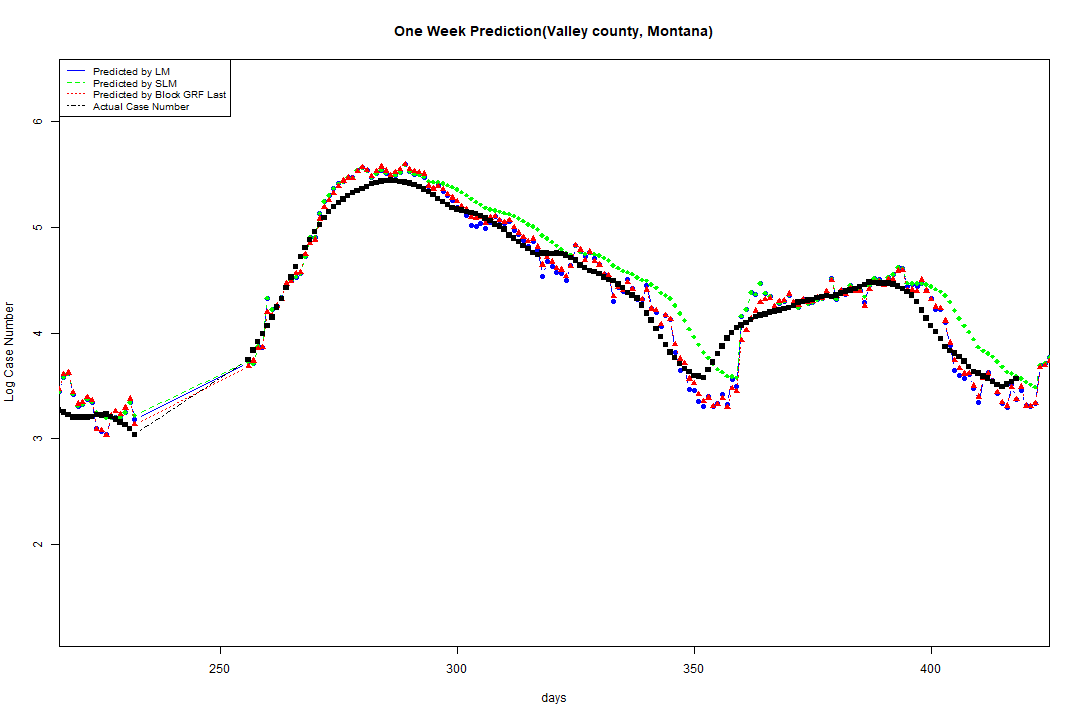 One Week Prediction(Valley county, Montana)
Predicted by LM
Predicted by SLM
Predicted by Block GRF Last
Actual Case Number
6
5
4
3
2
Log Case Number
250 300 350 400
days